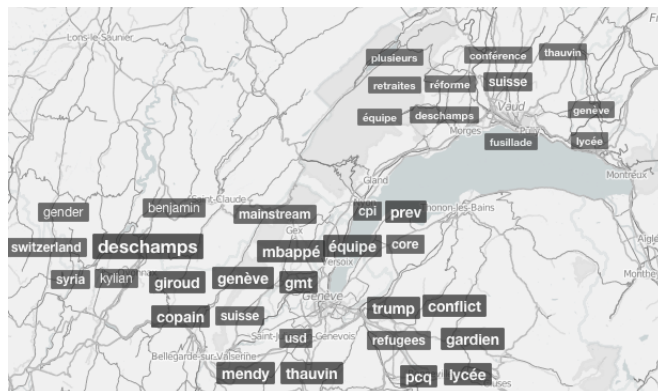 Lons-le-Saunier
plusieurs
conférence
thauvin
retraites
réforme
suisse
équipe
deschamps
Vaud
genève
Morges
fusillade
lycée
Gland
Montreux
gender
benjamin
Saint-Claude
mainstream
cpi
prev
Thonon-les-Bains
switzerland
deschamps
Gex
mbappé
équipe
core
Versoix
syria
kylian
giroud
genève
gmt
Genève
copain
suisse
trump
conflict
usd
refugees
gardien
Bellegarde-sur-Valserine
mendy
thauvin
pcq
lycée